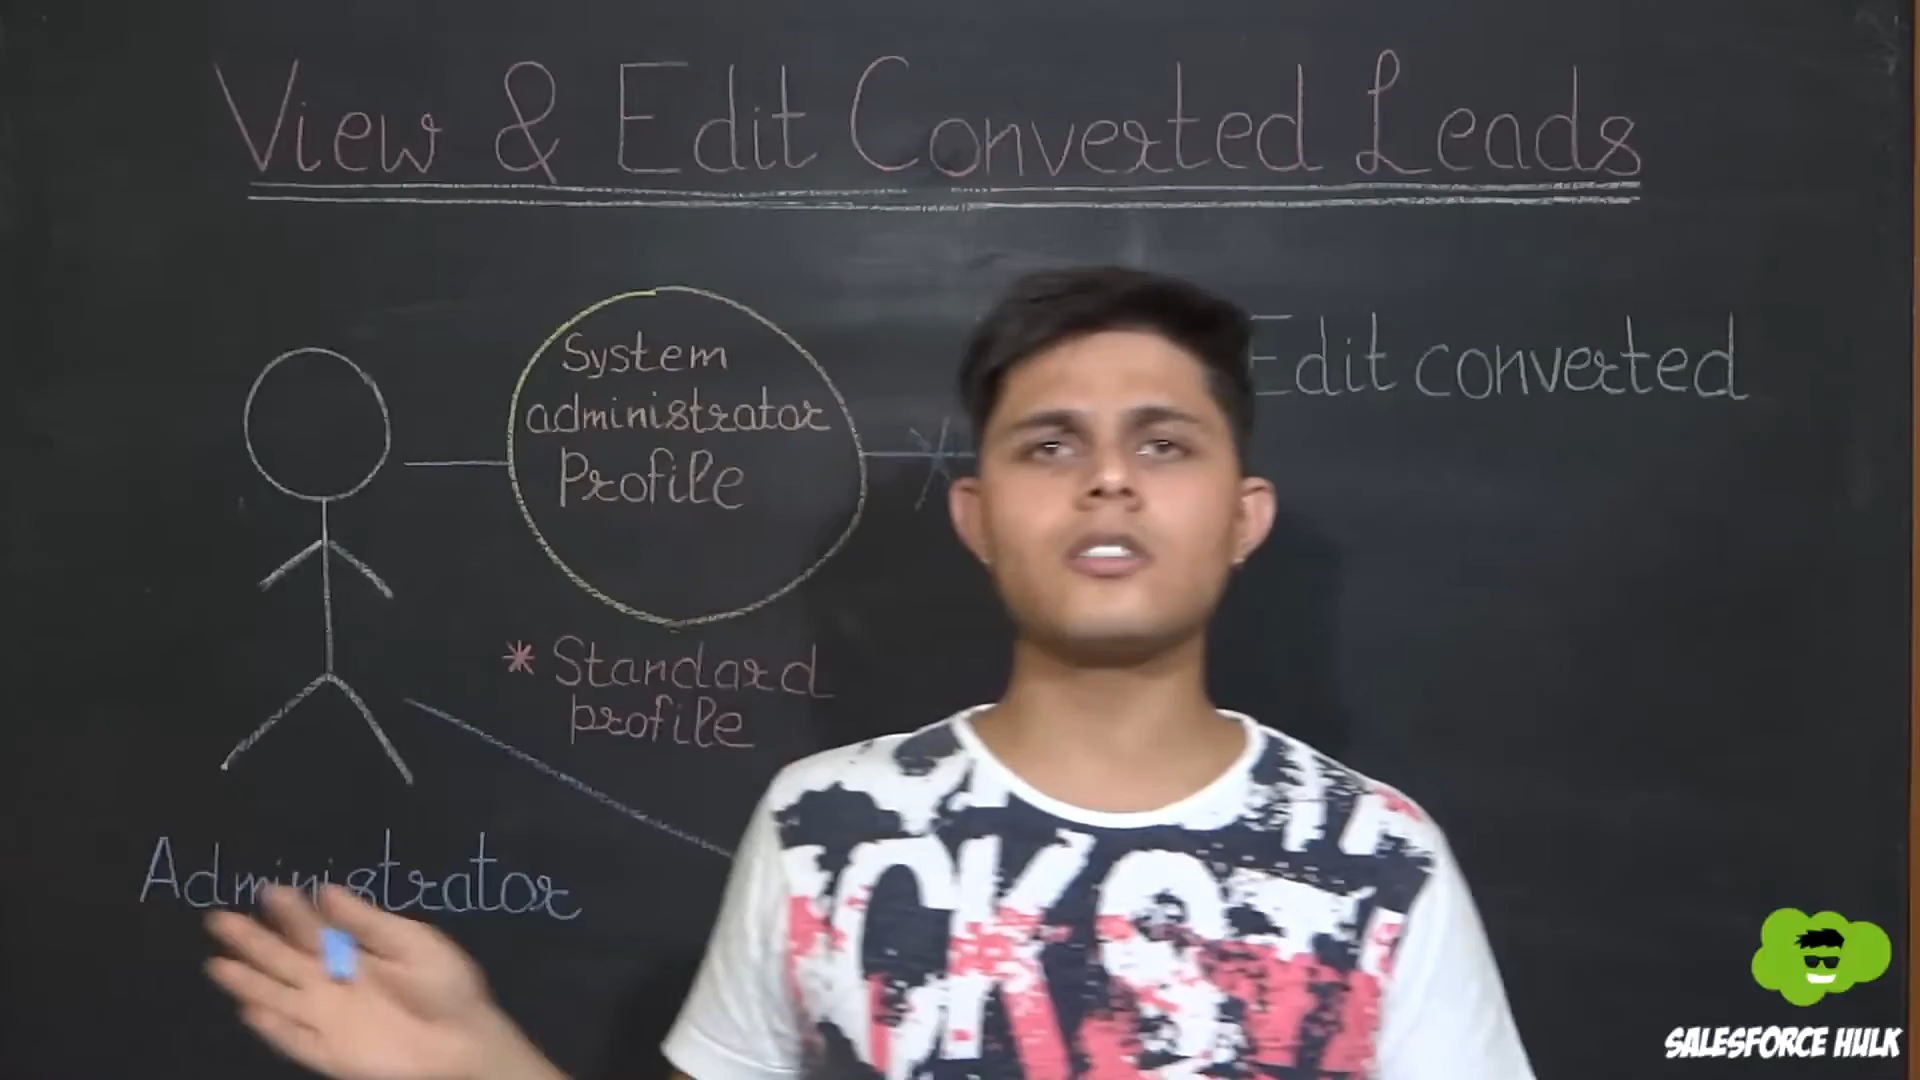 View & Edit Converted Leads
System
administrator
Profile
Edit converted
* Standard
profile
Administrator
SALESFORCE HULK